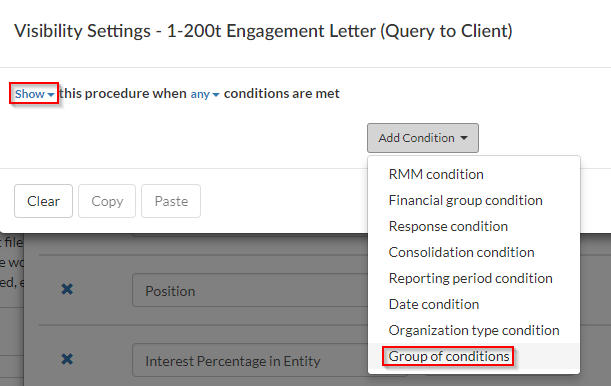 Visibility Settings - 1-200t Engagement Letter (Query to Client)
Show this procedure when any conditions are met
Add Condition
RMM condition
Financial group condition
Response condition
Consolidation condition
Reporting period condition
Date condition
Organization type condition
Group of conditions
Clear Copy Paste
t file
e wo
ed, e
Position
Interest Percentage in Entity